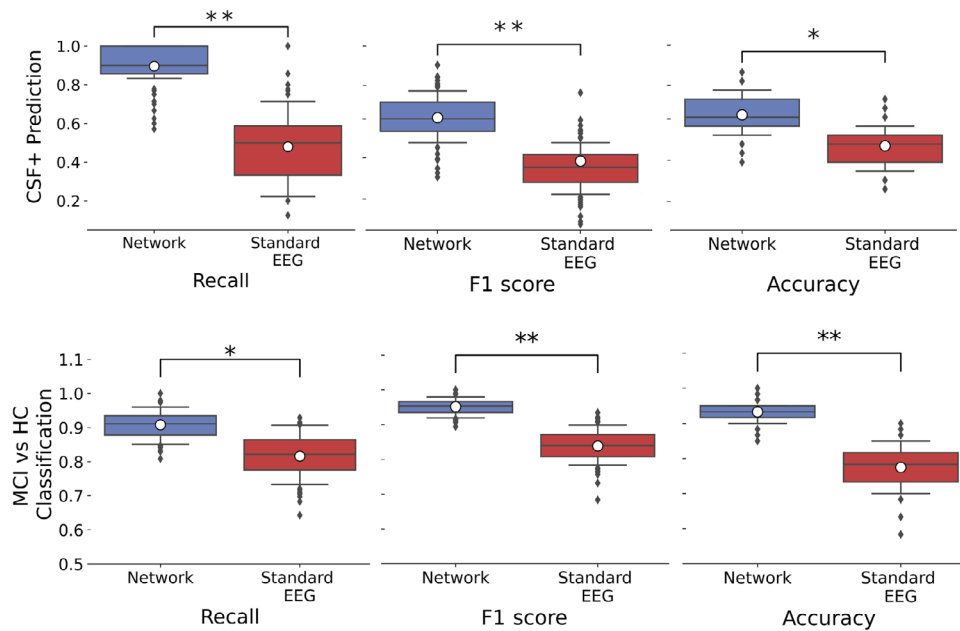 ** ** *
CSF+ Prediction
1.0
0.8
0.6
0.4
0.2
Network Standard EEG Network Standard EEG Network Standard EEG
Recall F1 score Accuracy
* ** **
MCI vs HC
Classification
1.1
1.0
0.9
0.8
0.7
0.6
0.5
Network Standard EEG Network Standard EEG Network Standard EEG
Recall F1 score Accuracy